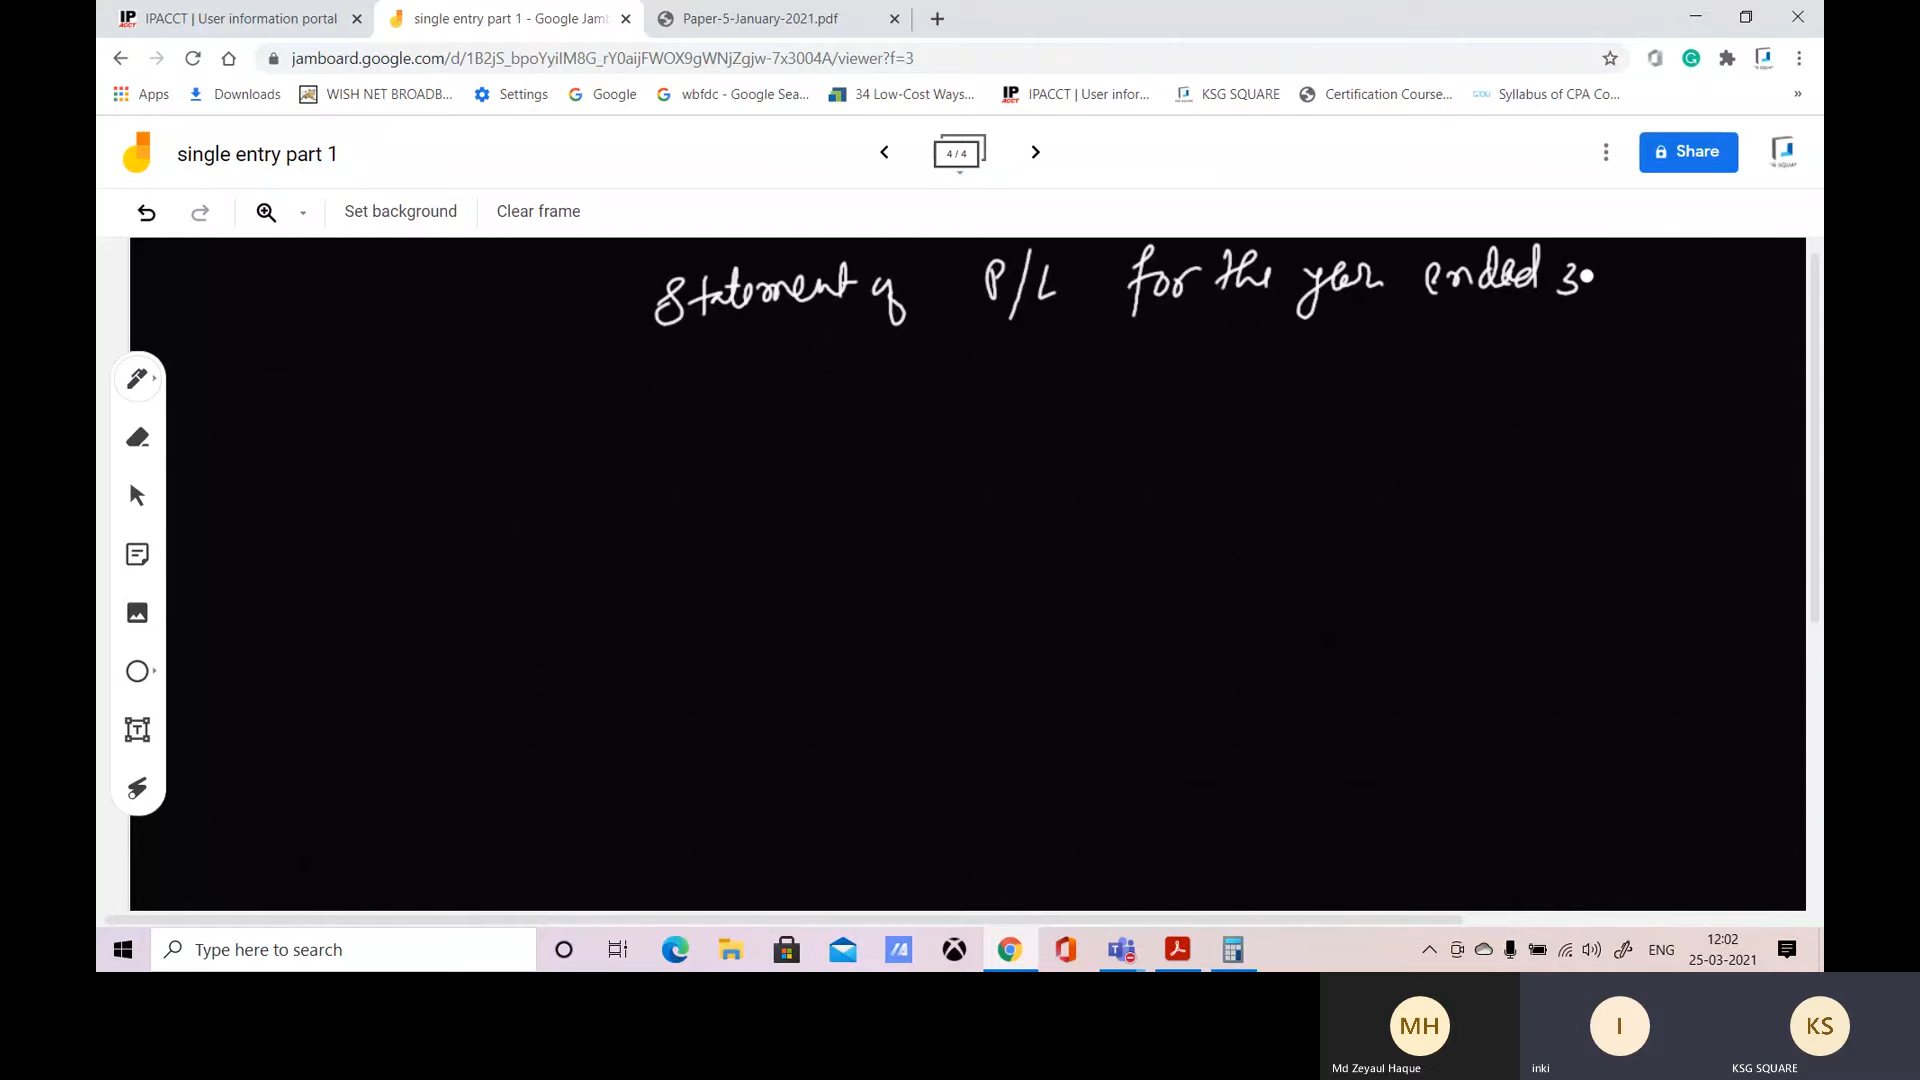 IPACCT | User information portal
single entry part 1 - Google Jamb
Paper-5-January-2021.pdf
jamboard.google.com/d/1B2jS_bpoYyiIM8G_rY0aijFWOX9gWNjZgjw-7x3004A/viewer?f=3
Apps Downloads WISH NET BROADB... Settings Google wbfdc - Google Sea... 34 Low-Cost Ways... IPACCT | User infor... KSG SQUARE Certification Course... Syllabus of CPA Co... »
single entry part 1
4 / 4
Share
Set background Clear frame
Statement of P/L for the year ended 3
Type here to search
ENG
12:02
25-03-2021
MH I KS
Md Zeyaul Haque inki KSG SQUARE